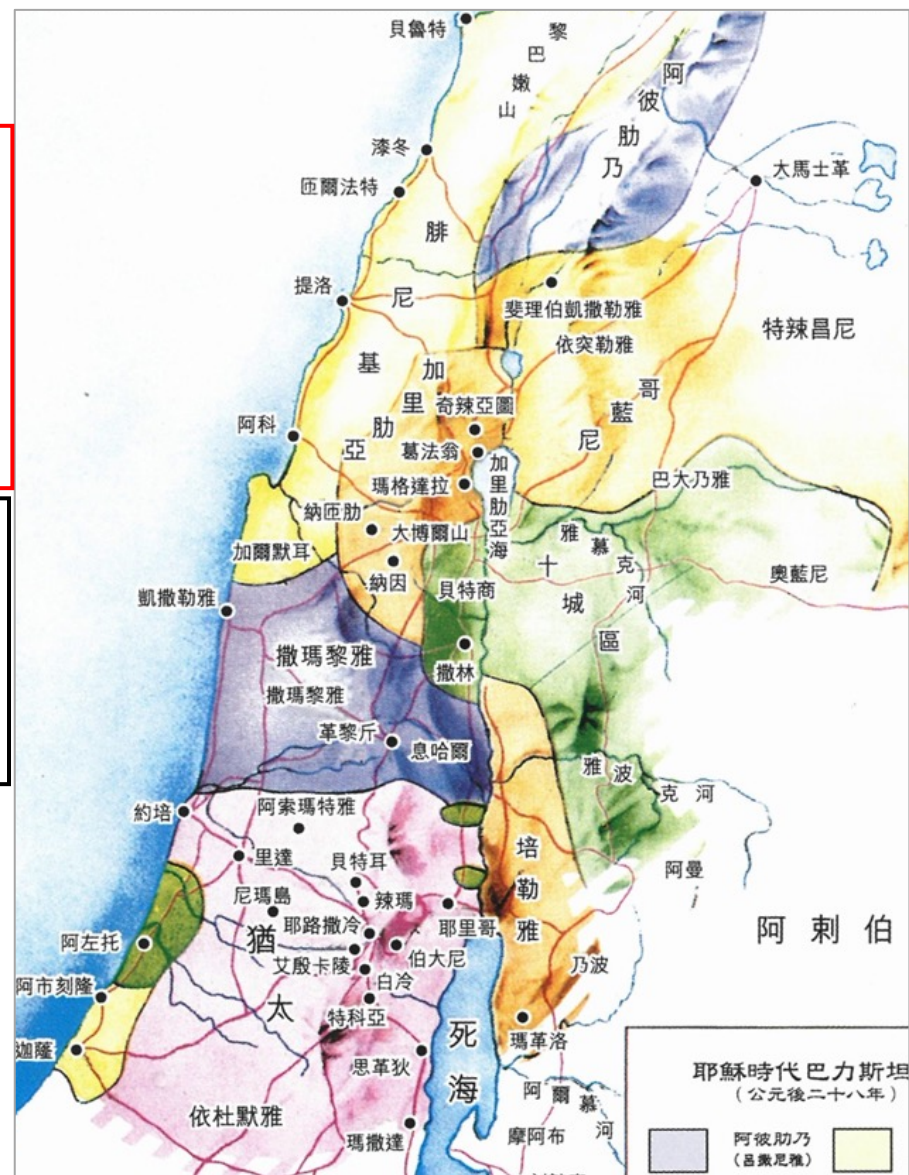 貝魯特
黎巴嫩山
阿彼肋乃
漆冬
大馬士革
匝爾法特
腓尼基
提洛
斐理伯凱撒勒雅
特辣昌尼
依突勒雅
加里肋亞
哥藍尼
奇辣亞圖
阿科
葛法翁
加里肋亞海
巴大乃雅
瑪格達拉
納匝肋
大博爾山
雅慕克河
加爾默耳
納因
貝特商
十城區
奧藍尼
凱撒勒雅
撒瑪黎雅
撒林
撒瑪黎雅
革黎斤
息哈爾
雅波克河
約培
阿索瑪特雅
里達
貝特耳
培勒雅
阿曼
尼瑪島
辣瑪
耶路撒冷
耶里哥
阿剌伯
猶太
阿左托
伯大尼
艾殷卡陵
乃波
白冷
阿市刻隆
特科亞
瑪革洛
迦薩
思革狄
死海
耶穌時代巴力斯坦
(公元後二十八年)
阿爾慕河
依杜默雅
瑪撒達
摩阿布
阿彼肋乃
(呂撒尼雅)